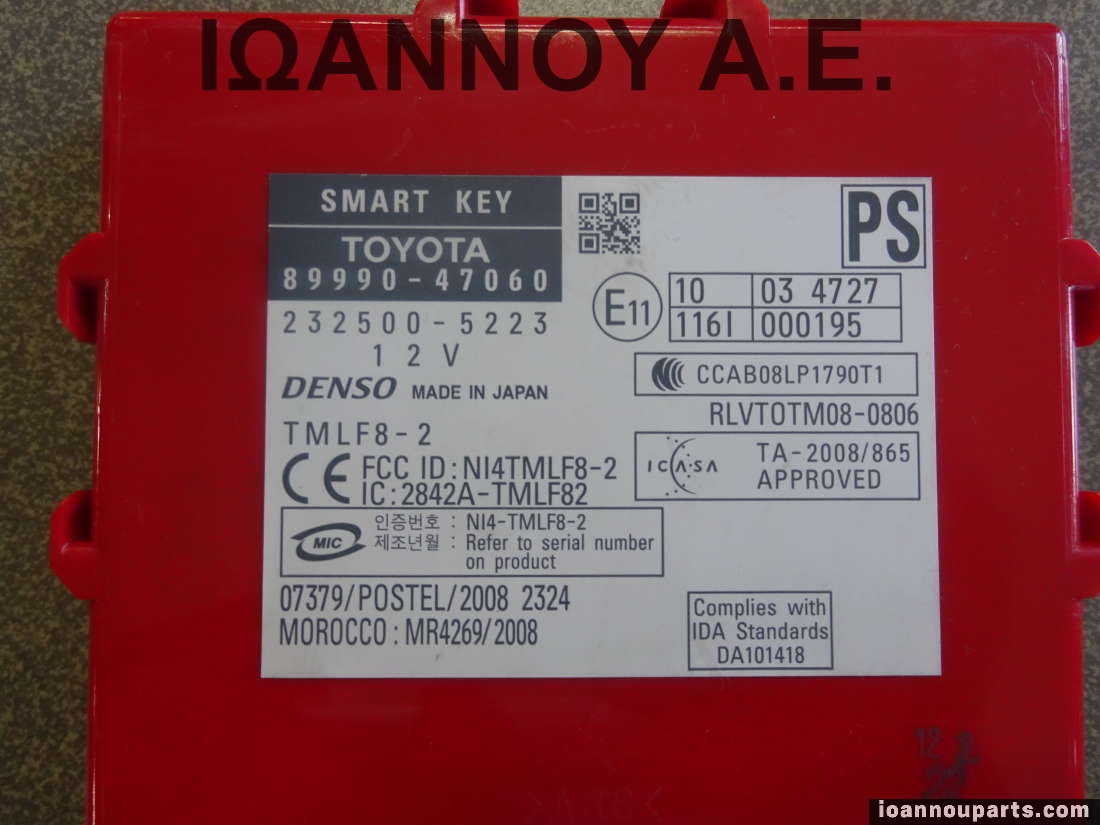 ΙΩΑΝΝΟΥ Α.Ε.
SMART KEY
TOYOTA
89990-47060
232500-5223
12V
DENSO MADE IN JAPAN
TMLF8-2
CE FCC ID:NI4TMLF8-2
IC:2842A-TMLF82
MIC 인증번호 : NI4-TMLF8-2
제조년월 : Refer to serial number
on product
07379/POSTEL/2008 2324
MOROCCO:MR4269/2008
PS
E11
10 03 4727
116I 000195
CCAB08LP1790T1
RLVTOTM08-0806
ICASA TA-2008/865
APPROVED
Complies with
IDA Standards
DA101418
12
ioannouparts.com